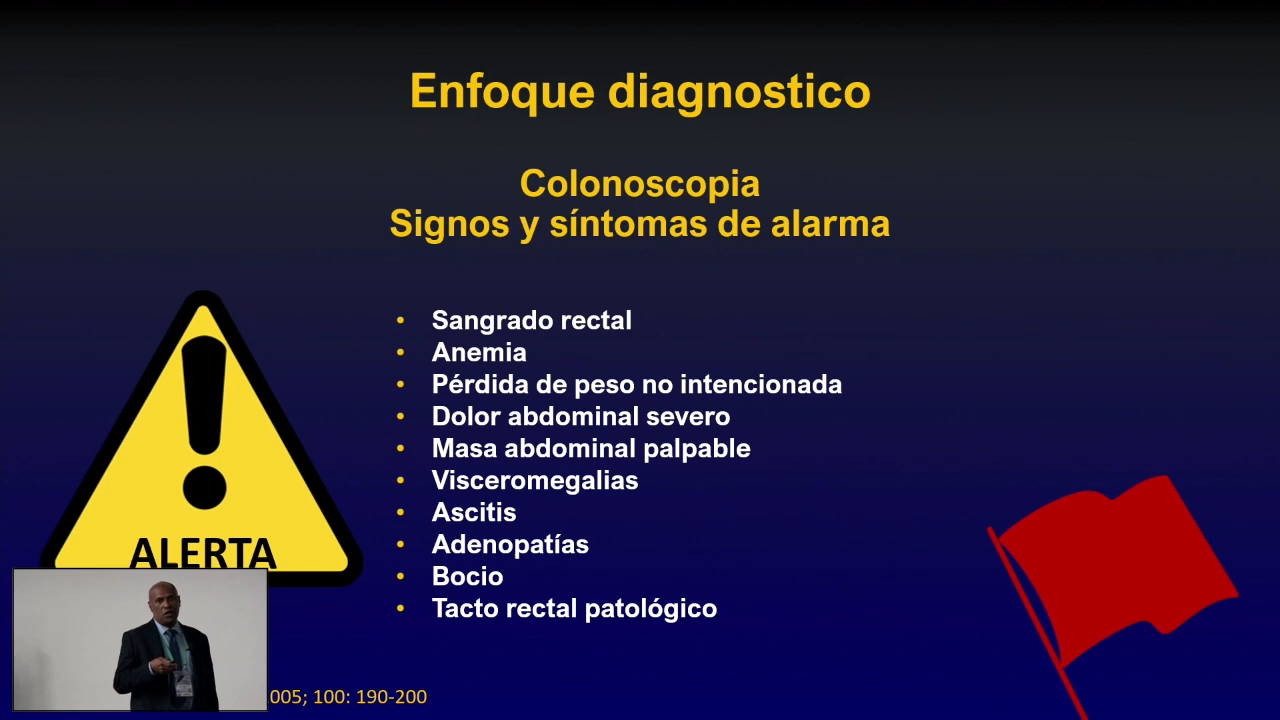 Enfoque diagnostico
Colonoscopia
Signos y síntomas de alarma
• Sangrado rectal
• Anemia
• Pérdida de peso no intencionada
• Dolor abdominal severo
• Masa abdominal palpable
• Visceromegalias
• Ascitis
• Adenopatías
• Bocio
• Tacto rectal patológico
ALERTA
005; 100: 190-200